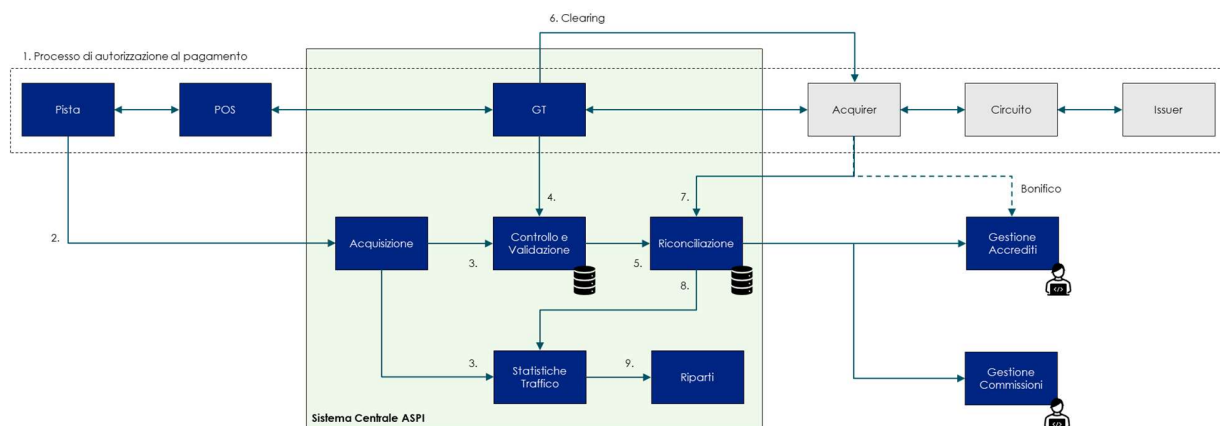 6. Clearing
1. Processo di autorizzazione al pagamento
Pista
POS
GT
Acquirer
Circuito
Issuer
4.
7.
Bonifico
2.
Acquisizione
3.
Controllo e
Validazione
5.
Riconciliazione
8.
Gestione
Accrediti
3.
Statistiche
Traffico
9.
Riparti
Gestione
Commissioni
Sistema Centrale ASPI